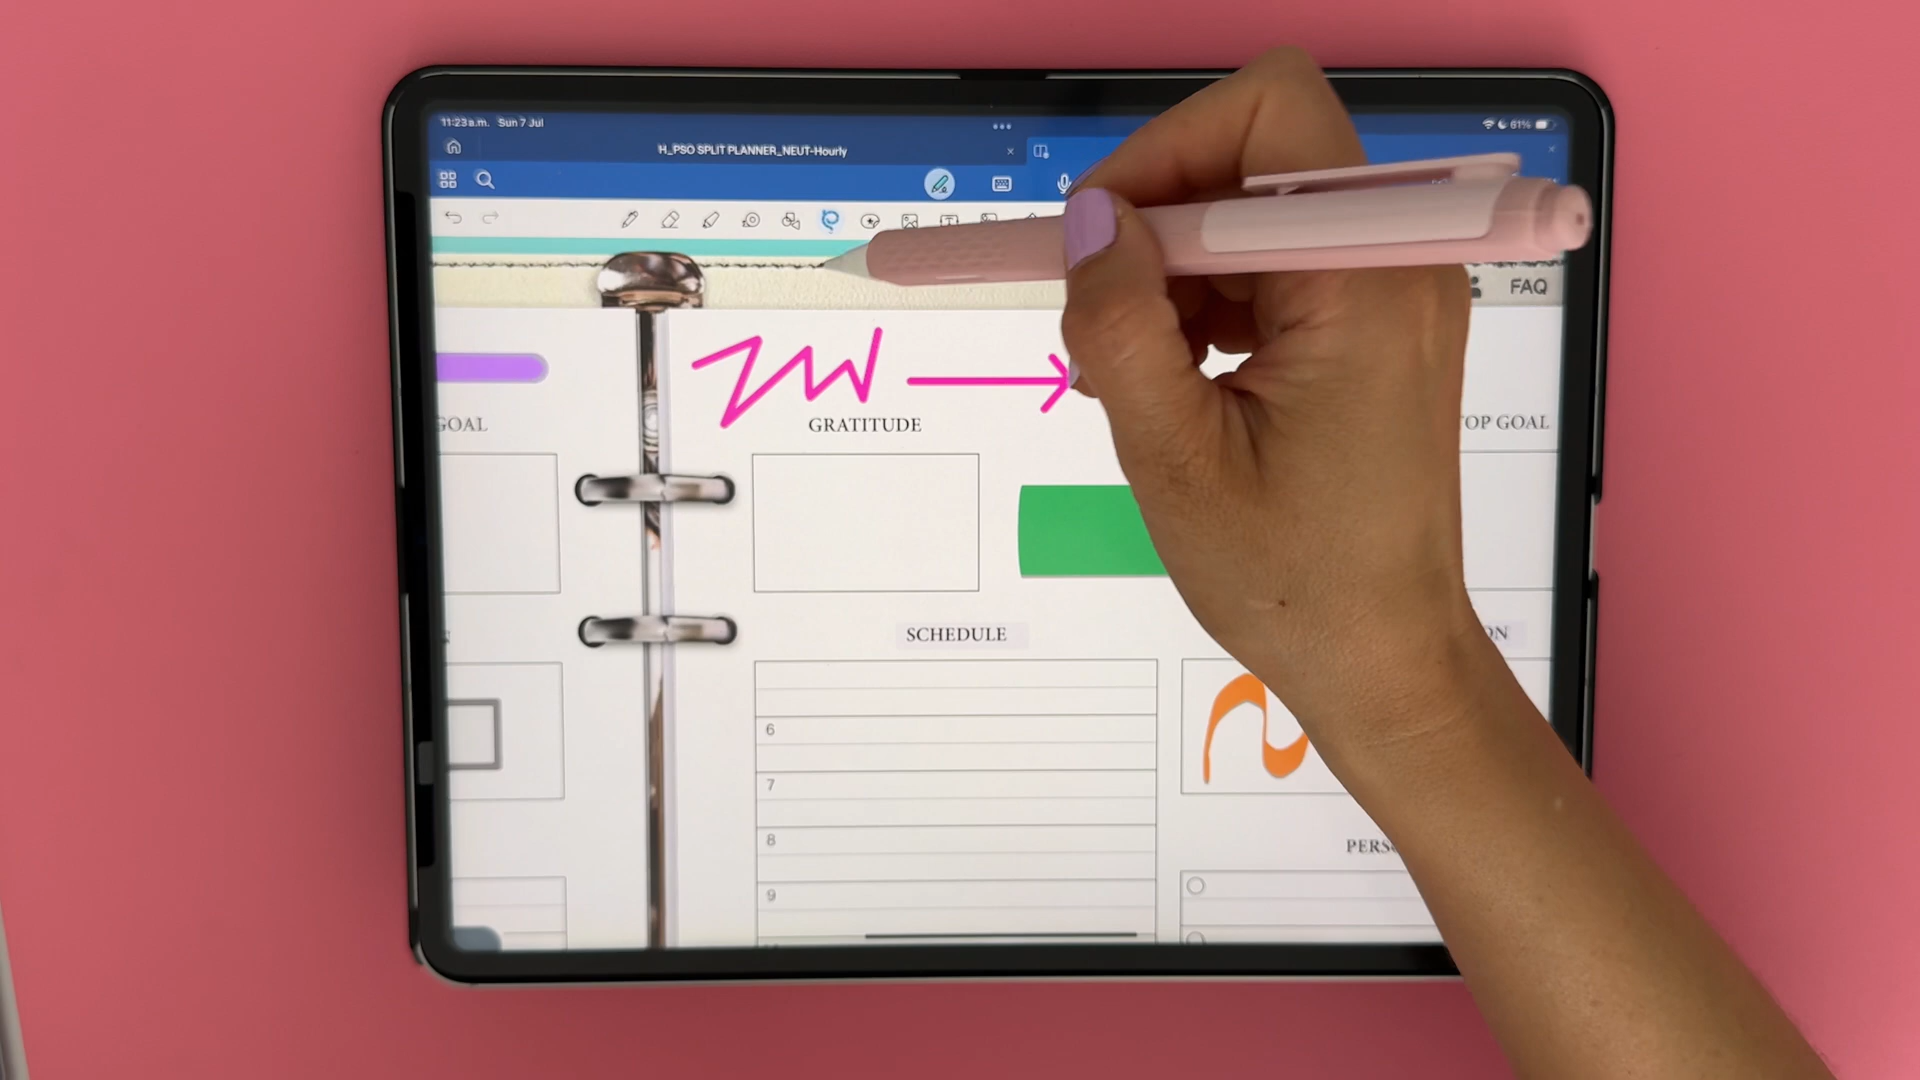 11:23 a.m. Sun 7 Jul
61%
H_PSO SPLIT PLANNER_NEUT-Hourly
FAQ
GOAL
GRATITUDE
TOP GOAL
SCHEDULE
6
7
8
9